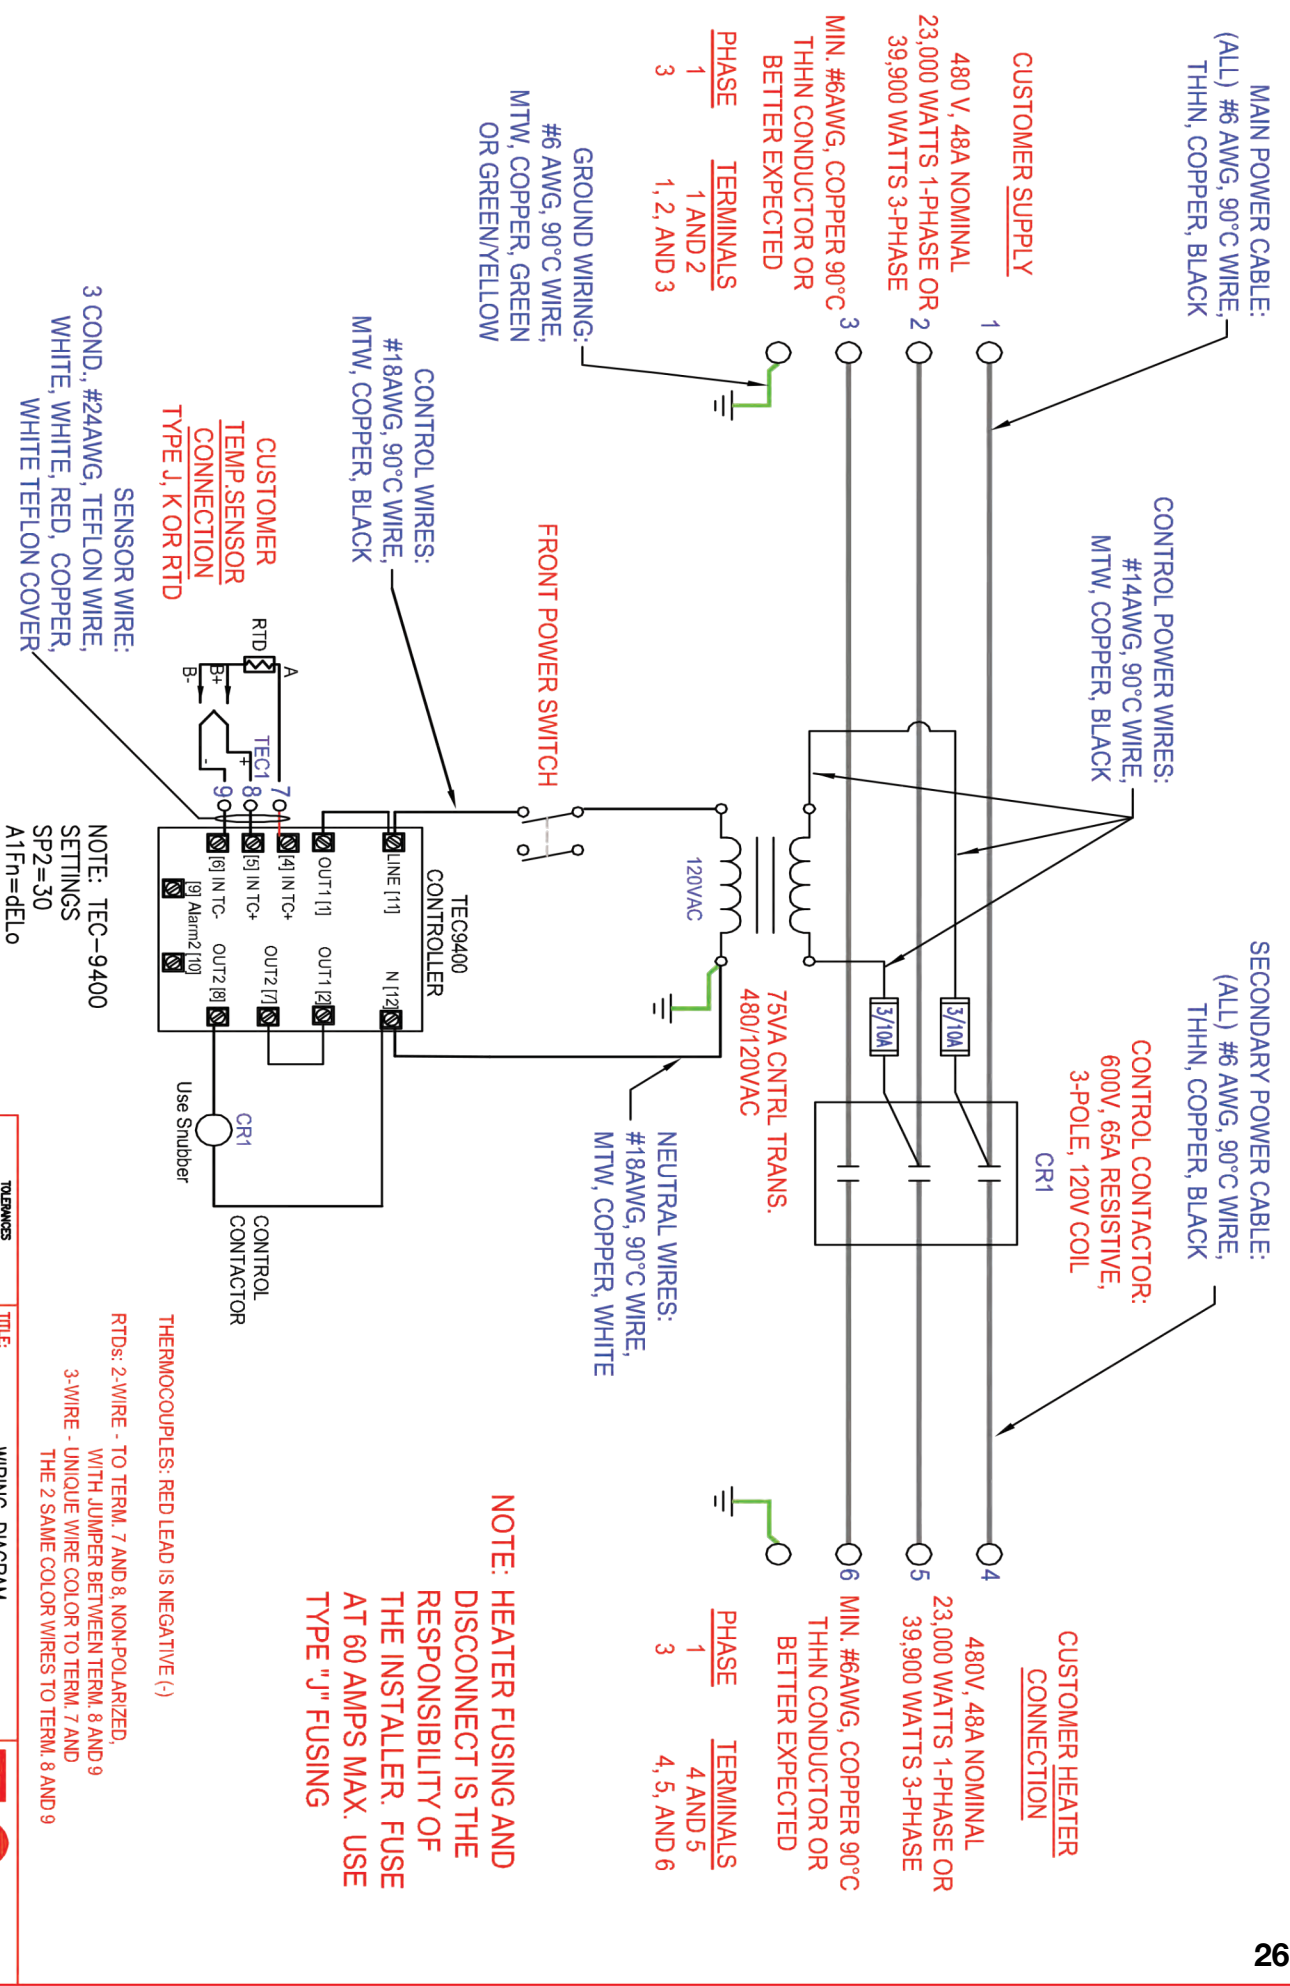 MAIN POWER CABLE:
(ALL) #6 AWG, 90°C WIRE,
THHN, COPPER, BLACK
CONTROL POWER WIRES:
#14AWG, 90°C WIRE,
MTW, COPPER, BLACK
SECONDARY POWER CABLE:
(ALL) #6 AWG, 90°C WIRE,
THHN, COPPER, BLACK
CUSTOMER SUPPLY
480 V, 48A NOMINAL
23,000 WATTS 1-PHASE OR
39,900 WATTS 3-PHASE
MIN. #6AWG, COPPER 90°C
THHN CONDUCTOR OR
BETTER EXPECTED
PHASE TERMINALS
1 1 AND 2
3 1, 2, AND 3
1
2
3
CONTROL CONTACTOR:
600V, 65A RESISTIVE,
3-POLE, 120V COIL
CR1
3/10A
3/10A
CUSTOMER HEATER
CONNECTION
480V, 48A NOMINAL
23,000 WATTS 1-PHASE OR
39,900 WATTS 3-PHASE
MIN. #6AWG, COPPER 90°C
THHN CONDUCTOR OR
BETTER EXPECTED
PHASE TERMINALS
1 4 AND 5
3 4, 5, AND 6
4
5
6
GROUND WIRING:
#6 AWG, 90°C WIRE,
MTW, COPPER, GREEN
OR GREEN/YELLOW
120VAC
75VA CNTRL TRANS.
480/120VAC
FRONT POWER SWITCH
NEUTRAL WIRES:
#18AWG, 90°C WIRE,
MTW, COPPER, WHITE
CONTROL WIRES:
#18AWG, 90°C WIRE,
MTW, COPPER, BLACK
NOTE: HEATER FUSING AND
DISCONNECT IS THE
RESPONSIBILITY OF
THE INSTALLER. FUSE
AT 60 AMPS MAX. USE
TYPE "J" FUSING
TEC9400
CONTROLLER
LINE [11]
N [12]
OUT1 [1]
OUT1 [2]
[4] IN TC+
OUT2 [7]
[5] IN TC+
[6] IN TC-
OUT2 [8]
[9] Alarm2 [10]
CUSTOMER
TEMP.SENSOR
CONNECTION
TYPE J, K OR RTD
A
RTD
B+
B-
TEC1
+
-
7
8
9
CR1
Use Snubber
CONTROL
CONTACTOR
SENSOR WIRE:
3 COND., #24AWG, TEFLON WIRE,
WHITE, WHITE, RED, COPPER,
WHITE TEFLON COVER
NOTE: TEC-9400
SETTINGS
SP2=30
A1Fn=dELo
THERMOCOUPLES: RED LEAD IS NEGATIVE (-)
RTDs: 2-WIRE - TO TERM. 7 AND 8, NON-POLARIZED,
WITH JUMPER BETWEEN TERM. 8 AND 9
3-WIRE - UNIQUE WIRE COLOR TO TERM. 7 AND
THE 2 SAME COLOR WIRES TO TERM. 8 AND 9
TOLERANCES
TITLE:
WIRING DIAGRAM
26